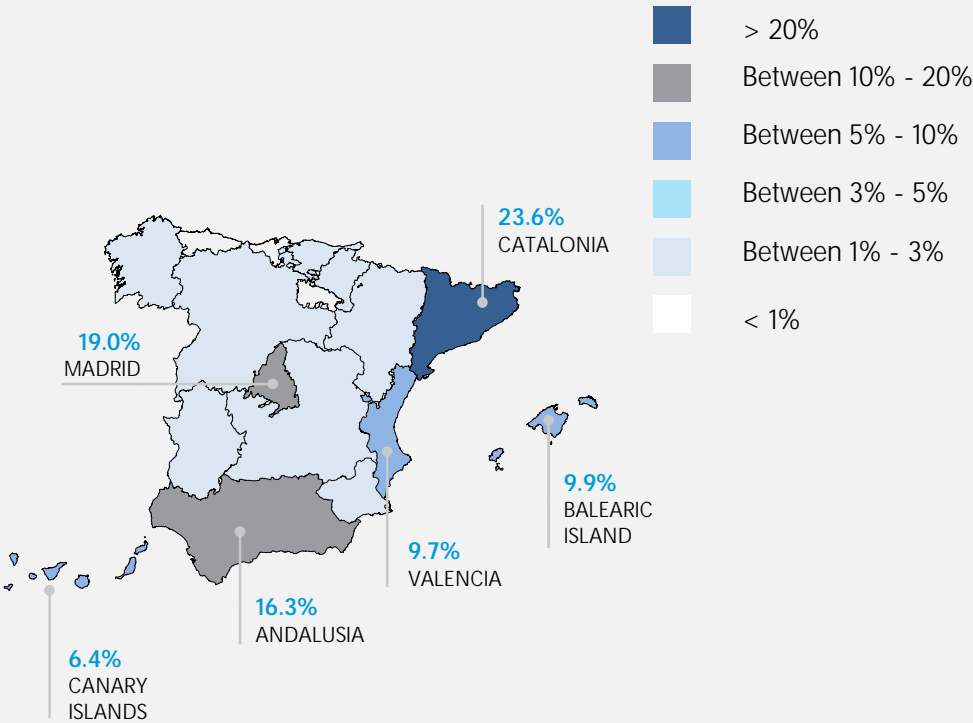 > 20%
Between 10% - 20%
Between 5% - 10%
Between 3% - 5%
Between 1% - 3%
< 1%
23.6%
CATALONIA
19.0%
MADRID
9.9%
BALEARIC
ISLAND
9.7%
VALENCIA
16.3%
ANDALUSIA
6.4%
CANARY
ISLANDS